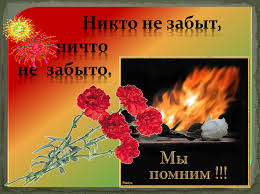 Никто не забыт,
ничто
не забыто.
Мы
помним !!!